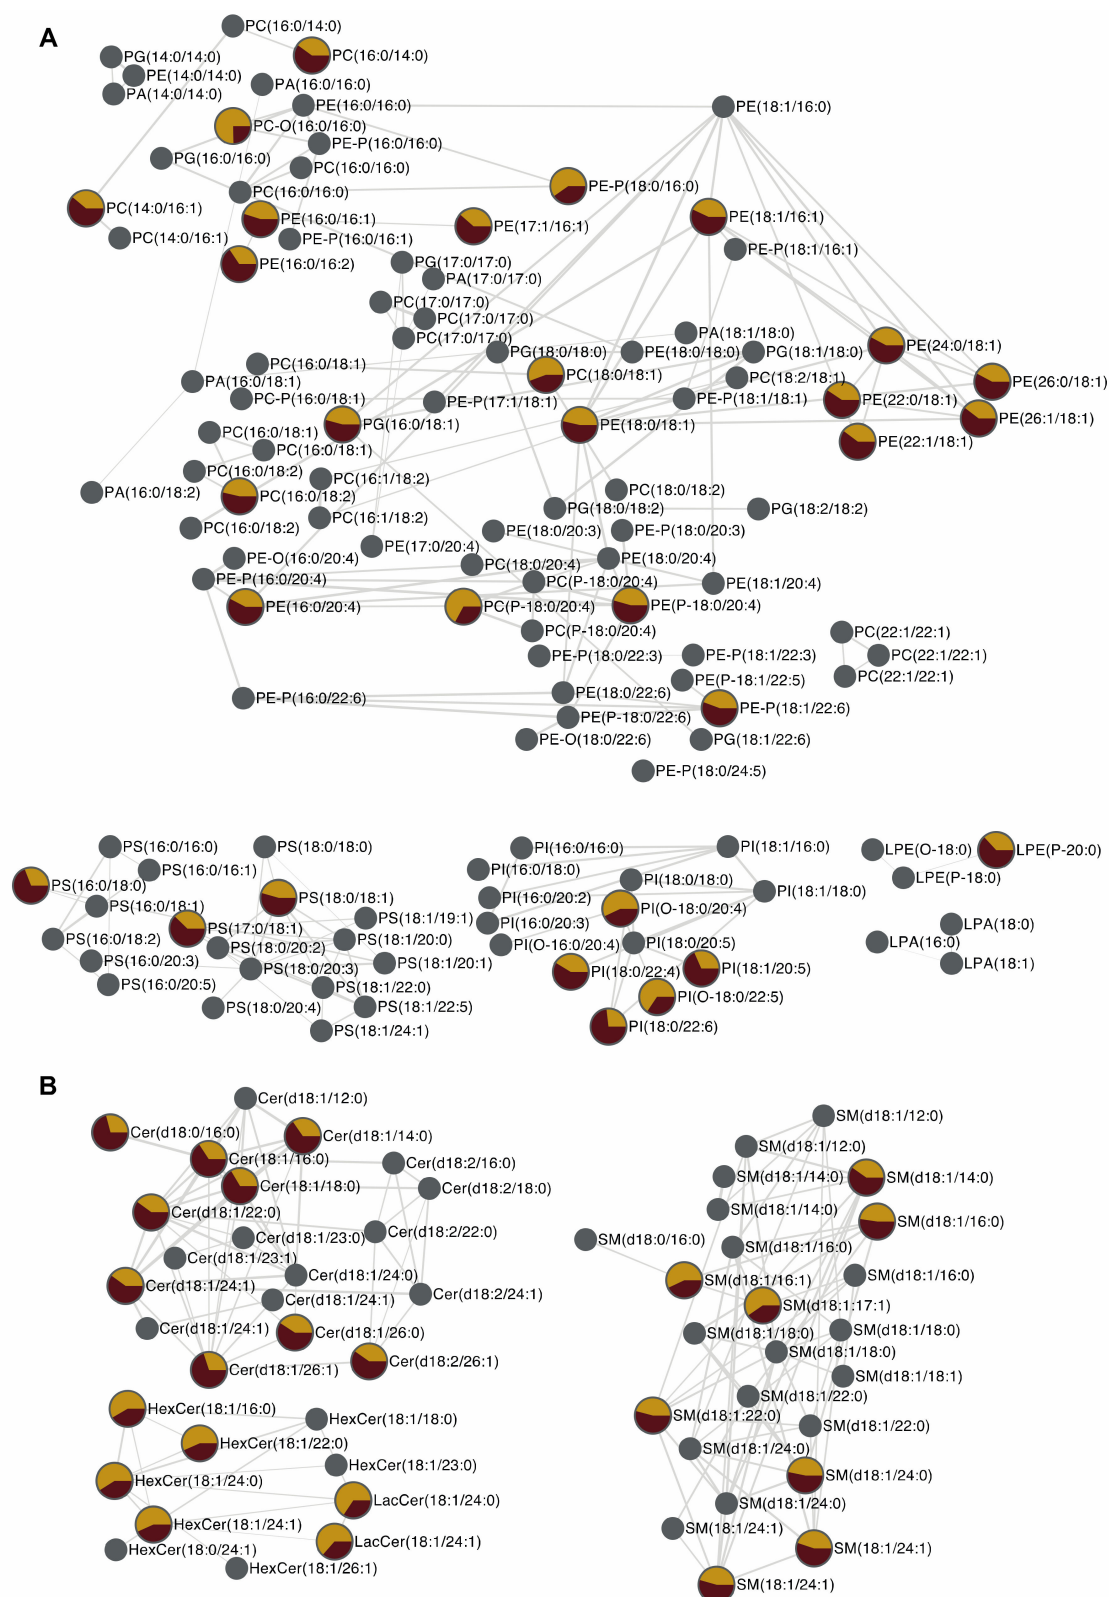 A
PC(16:0/14:0)
PC(16:0/14:0)
PG(14:0/14:0)
PE(14:0/14:0)
PA(14:0/14:0)
PA(16:0/16:0)
PE(16:0/16:0)
PE(18:1/16:0)
PC-O(16:0/16:0)
PE-P(16:0/16:0)
PG(16:0/16:0)
PC(16:0/16:0)
PC(16:0/16:0)
PE-P(18:0/16:0)
PC(14:0/16:1)
PE(16:0/16:1)
PE(17:1/16:1)
PE(18:1/16:1)
PC(14:0/16:1)
PE-P(16:0/16:1)
PE-P(18:1/16:1)
PE(16:0/16:2)
PG(17:0/17:0)
PA(17:0/17:0)
PC(17:0/17:0)
PC(17:0/17:0)
PC(17:0/17:0)
PA(18:1/18:0)
PE(24:0/18:1)
PG(18:0/18:0)
PE(18:0/18:0)
PG(18:1/18:0)
PC(16:0/18:1)
PC(18:0/18:1)
PC(18:2/18:1)
PE(26:0/18:1)
PA(16:0/18:1)
PC-P(16:0/18:1)
PE-P(17:1/18:1)
PE-P(18:1/18:1)
PE(22:0/18:1)
PE(26:1/18:1)
PG(16:0/18:1)
PE(18:0/18:1)
PC(16:0/18:1)
PE(22:1/18:1)
PC(16:0/18:1)
PC(16:0/18:2)
PC(16:1/18:2)
PA(16:0/18:2)
PC(16:0/18:2)
PC(18:0/18:2)
PG(18:0/18:2)
PG(18:2/18:2)
PC(16:1/18:2)
PC(16:0/18:2)
PE(18:0/20:3)
PE-P(18:0/20:3)
PE(17:0/20:4)
PE-O(16:0/20:4)
PC(18:0/20:4)
PE(18:0/20:4)
PE-P(16:0/20:4)
PC(P-18:0/20:4)
PE(18:1/20:4)
PE(16:0/20:4)
PC(P-18:0/20:4)
PE(P-18:0/20:4)
PC(P-18:0/20:4)
PC(22:1/22:1)
PE-P(18:0/22:3)
PE-P(18:1/22:3)
PC(22:1/22:1)
PE(P-18:1/22:5)
PC(22:1/22:1)
PE-P(16:0/22:6)
PE(18:0/22:6)
PE-P(18:1/22:6)
PE(P-18:0/22:6)
PE-O(18:0/22:6)
PG(18:1/22:6)
PE-P(18:0/24:5)
PS(16:0/16:0)
PS(18:0/18:0)
PS(16:0/16:1)
PS(16:0/18:0)
PS(18:0/18:1)
PS(16:0/18:1)
PS(18:1/19:1)
PS(17:0/18:1)
PS(16:0/18:2)
PS(18:0/20:2)
PS(18:1/20:0)
PS(16:0/20:3)
PS(18:0/20:3)
PS(18:1/20:1)
PS(16:0/20:5)
PS(18:1/22:0)
PS(18:0/20:4)
PS(18:1/22:5)
PS(18:1/24:1)
PI(16:0/16:0)
PI(18:1/16:0)
PI(16:0/18:0)
PI(18:0/18:0)
PI(18:1/18:0)
PI(16:0/20:2)
PI(O-18:0/20:4)
PI(16:0/20:3)
PI(O-16:0/20:4)
PI(18:0/20:5)
PI(18:0/22:4)
PI(18:1/20:5)
PI(O-18:0/22:5)
PI(18:0/22:6)
LPE(O-18:0)
LPE(P-20:0)
LPE(P-18:0)
LPA(18:0)
LPA(16:0)
LPA(18:1)
B
Cer(d18:1/12:0)
Cer(d18:0/16:0)
Cer(d18:1/14:0)
Cer(18:1/16:0)
Cer(d18:2/16:0)
Cer(18:1/18:0)
Cer(d18:2/18:0)
Cer(d18:1/22:0)
Cer(d18:2/22:0)
Cer(d18:1/23:0)
Cer(d18:1/23:1)
Cer(d18:1/24:0)
Cer(d18:1/24:1)
Cer(d18:2/24:1)
Cer(d18:1/24:1)
Cer(d18:1/24:1)
Cer(d18:1/26:0)
Cer(d18:2/26:1)
Cer(d18:1/26:1)
HexCer(18:1/16:0)
HexCer(18:1/18:0)
HexCer(18:1/22:0)
HexCer(18:1/23:0)
HexCer(18:1/24:0)
LacCer(18:1/24:0)
HexCer(18:1/24:1)
LacCer(18:1/24:1)
HexCer(18:0/24:1)
HexCer(18:1/26:1)
SM(d18:1/12:0)
SM(d18:1/12:0)
SM(d18:1/14:0)
SM(d18:1/14:0)
SM(d18:1/14:0)
SM(d18:1/16:0)
SM(d18:0/16:0)
SM(d18:1/16:0)
SM(d18:1/16:1)
SM(d18:1/16:0)
SM(d18:1:17:1)
SM(d18:1/18:0)
SM(d18:1/18:0)
SM(d18:1/18:0)
SM(d18:1/18:1)
SM(d18:1/22:0)
SM(d18:1:22:0)
SM(d18:1/22:0)
SM(d18:1/24:0)
SM(d18:1/24:0)
SM(d18:1/24:0)
SM(18:1/24:1)
SM(18:1/24:1)
SM(18:1/24:1)